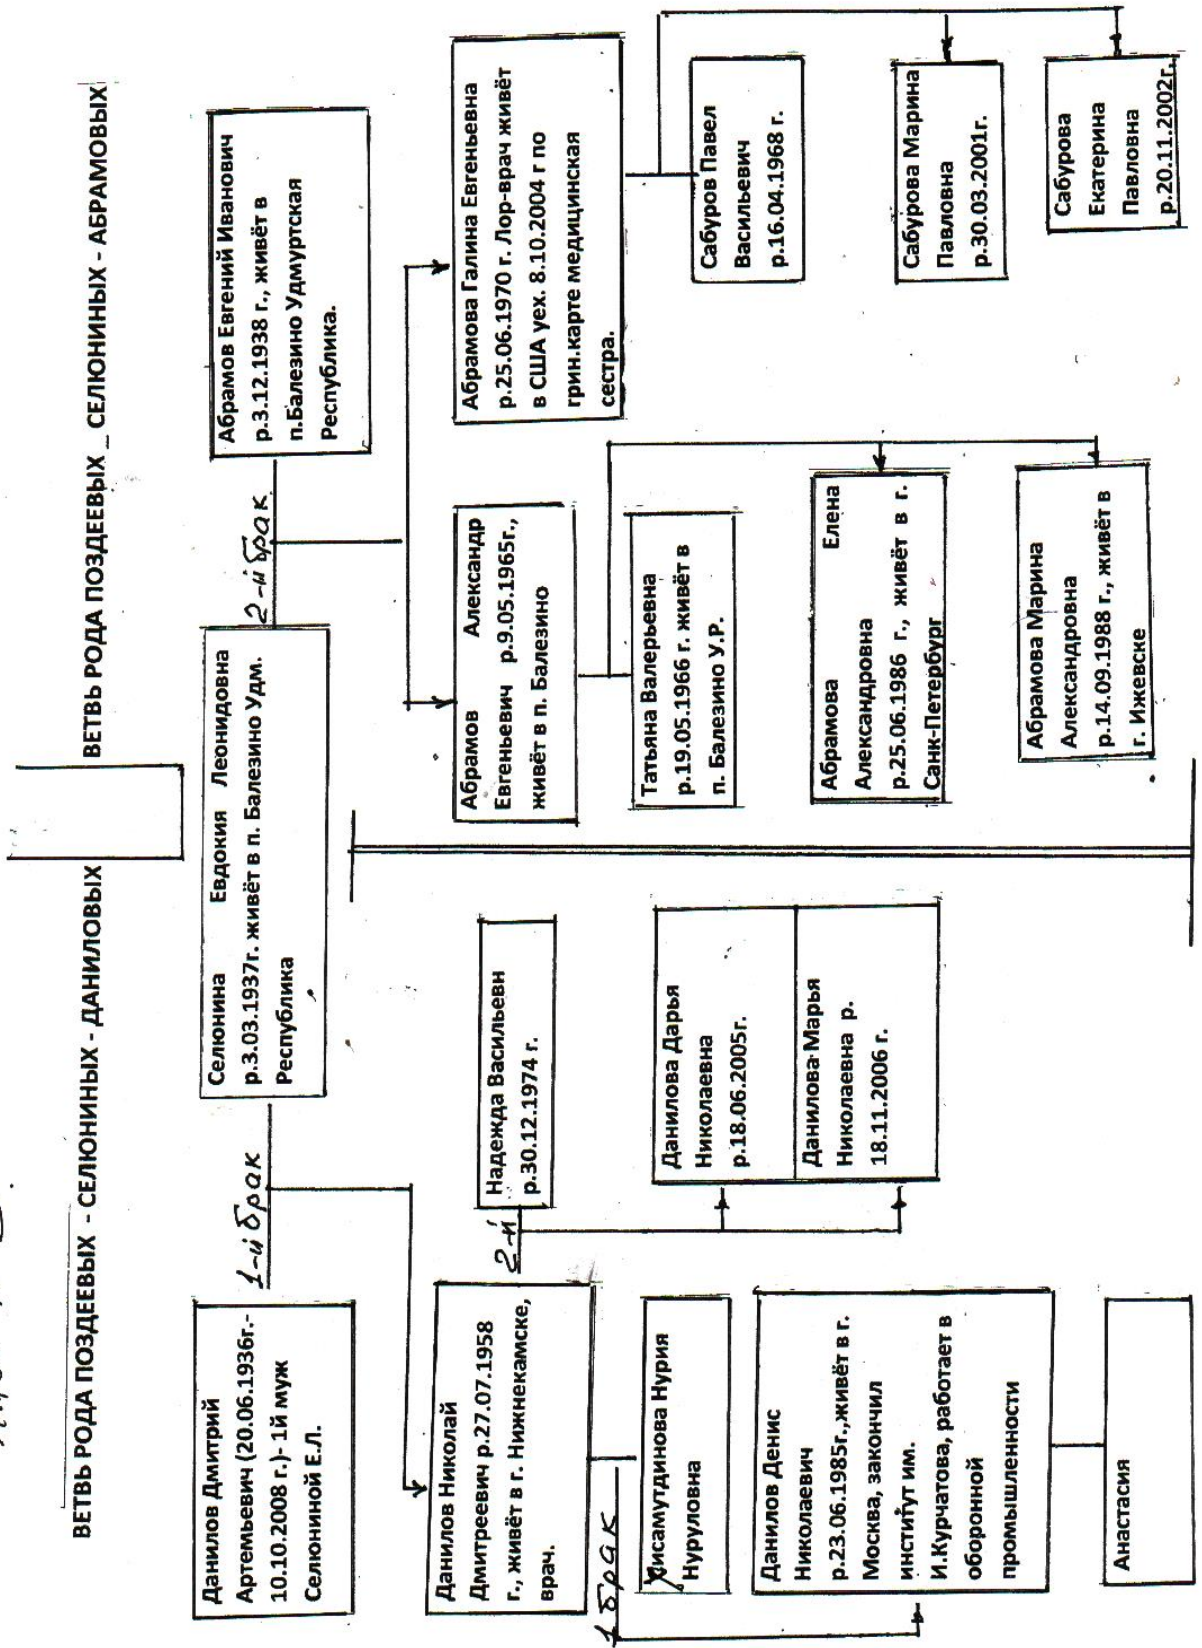 ВЕТВЬ РОДА ПОЗДЕЕВЫХ - СЕЛЮНИНЫХ - ДАНИЛОВЫХ
ВЕТВЬ РОДА ПОЗДЕЕВЫХ _ СЕЛЮНИНЫХ - АБРАМОВЫХ
Данилов Дмитрий
Артемьевич (20.06.1936г.-
10.10.2008 г.)- 1й муж
Селюниной Е.Л.
1-й брак
Селюнина Евдокия Леонидовна
р.3.03.1937г. живёт в п. Балезино Удм.
Республика
2-й брак
Абрамов Евгений Иванович
р.3.12.1938 г., живёт в
п.Балезино Удмуртская
Республика.
Данилов Николай
Дмитреевич р.27.07.1958
г., живёт в г. Нижнекамске,
врач.
2-й
Надежда Васильевн
р.30.12.1974 г.
Абрамов Александр
Евгеньевич р.9.05.1965г.,
живёт в п. Балезино
Абрамова Галина Евгеньевна
р.25.06.1970 г. Лор-врач живёт
в США уех. 8.10.2004 г по
грин.карте медицинская
сестра.
1 брак
Хисамутдинова Нурия
Нуруловна
Данилова Дарья
Николаевна
р.18.06.2005г.
Данилова Марья
Николаевна р.
18.11.2006 г.
Татьяна Валерьевна
р.19.05.1966 г. живёт в
п. Балезино У.Р.
Сабуров Павел
Васильевич
р.16.04.1968 г.
Данилов Денис
Николаевич
р.23.06.1985г.,живёт в г.
Москва, закончил
институт им.
И.Курчатова, работает в
оборонной
промышленности
Абрамова Елена
Александровна
р.25.06.1986 г., живёт в г.
Санк-Петербург
Сабурова Марина
Павловна
р.30.03.2001г.
Анастасия
Абрамова Марина
Александровна
р.14.09.1988 г., живёт в
г. Ижевске
Сабурова
Екатерина
Павловна
р.20.11.2002г.